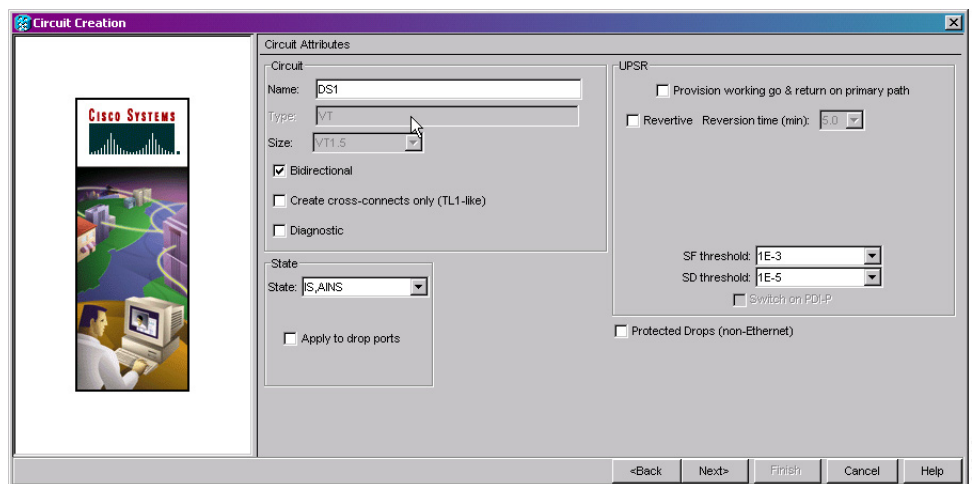 Circuit Creation
CISCO SYSTEMS
Circuit Attributes
Circuit
Name: DS1
Type: VT
Size: VT1.5
Bidirectional
Create cross-connects only (TL1-like)
Diagnostic
State
State: IS,AINS
Apply to drop ports
UPSR
Provision working go & return on primary path
Revertive Reversion time (min): 5.0
SF threshold: 1E-3
SD threshold: 1E-5
Switch on PDI-P
Protected Drops (non-Ethernet)
<Back Next> Finish Cancel Help